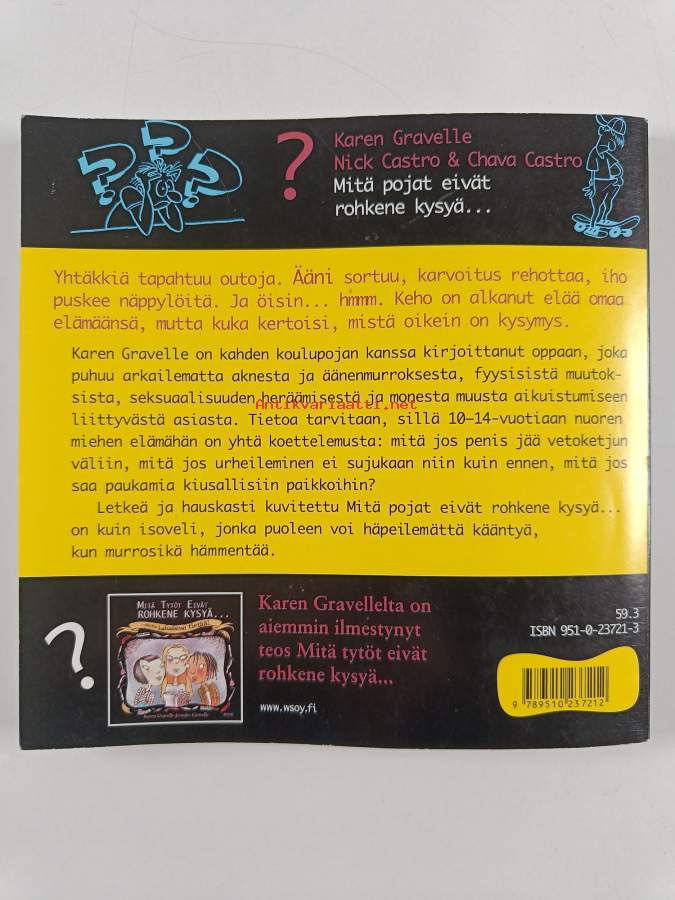 Karen Gravelle
Nick Castro & Chava Castro
Mitä pojat eivät
rohkene kysyä...
? ? ?
?
Yhtäkkiä tapahtuu outoja. Ääni sortuu, karvoitus rehottaa, iho
puskee näppylöitä. Ja öisin... hmmm. Keho on alkanut elää omaa
elämäänsä, mutta kuka kertoisi, mistä oikein on kysymys.
Karen Gravelle on kahden koulupojan kanssa kirjoittanut oppaan, joka
puhuu arkailematta aknesta ja äänenmurroksesta, fyysisistä muutok-
sista, seksuaalisuuden heräämisestä ja monesta muusta aikuistumiseen
Antikvariaatti.net
liittyvästä asiasta. Tietoa tarvitaan, sillä 10–14-vuotiaan nuoren
miehen elämähän on yhtä koettelemusta: mitä jos penis jää vetoketjun
väliin, mitä jos urheileminen ei sujukaan niin kuin ennen, mitä jos
saa paukamia kiusallisiin paikkoihin?
Letkeä ja hauskasti kuvitettu Mitä pojat eivät rohkene kysyä...
on kuin isoveli, jonka puoleen voi häpeilemättä kääntyä,
kun murrosikä hämmentää.
?
Mitä Tytöt Eivät
rohkene kysyä...
Karen Gravellelta on
aiemmin ilmestynyt
teos Mitä tytöt eivät
rohkene kysyä...
www.wsoy.fi
59.3
ISBN 951-0-23721-3
9 789510 237212